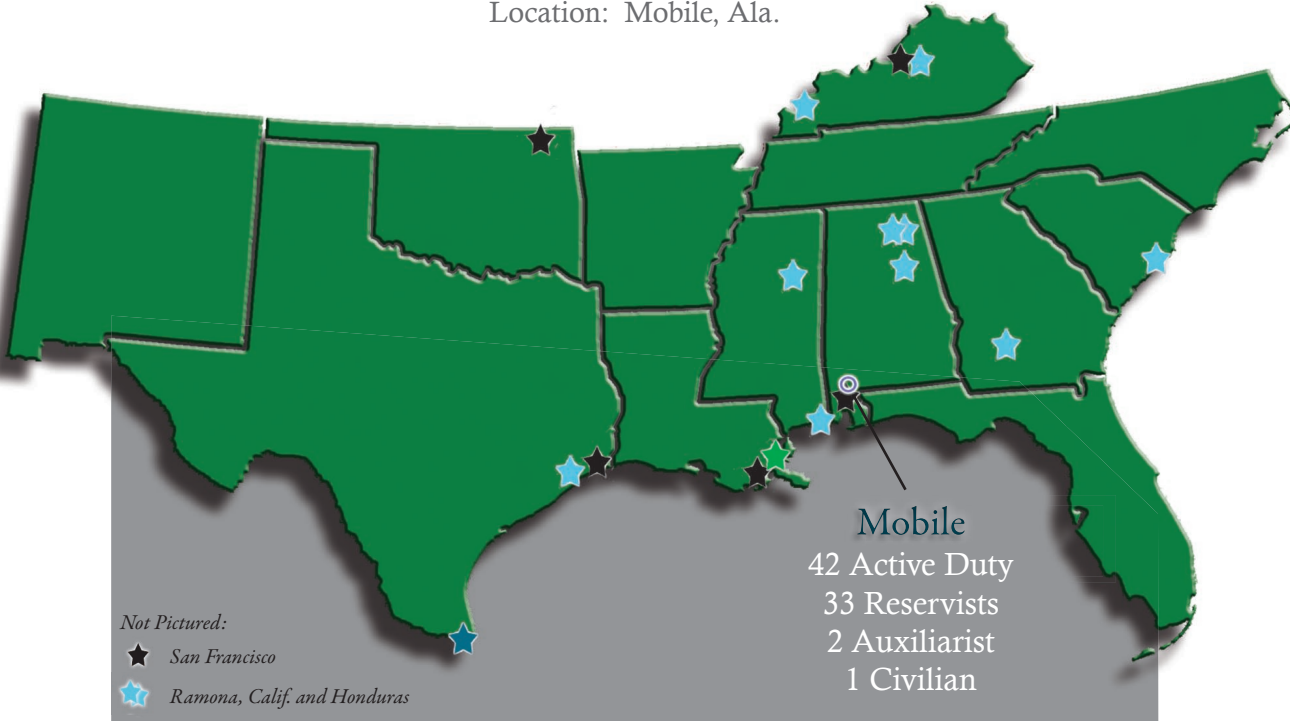 Location: Mobile, Ala.
Mobile
42 Active Duty
33 Reservists
2 Auxiliarist
1 Civilian
Not Pictured:
San Francisco
Ramona, Calif. and Honduras